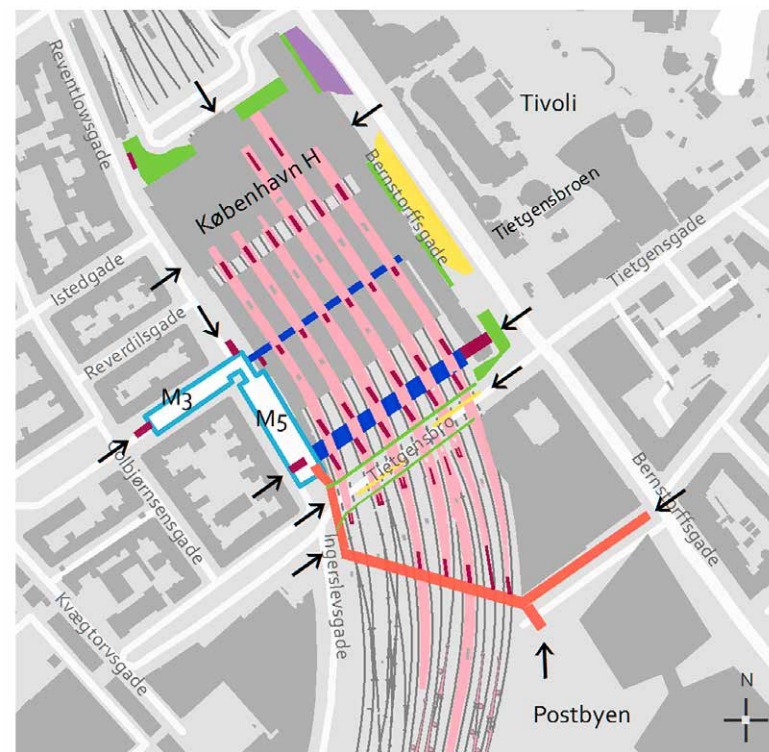 Reventlowsgade
Tivoli
København H
Bernstorffsgade
Tietgensbroen
Tietgensgade
Istedgade
Reverdilsgade
M3
M5
Colbjørnsensgade
Tietgensbro
Bernstorffsgade
Ingerslevsgade
Kvægtorvsgade
Postbyen
N